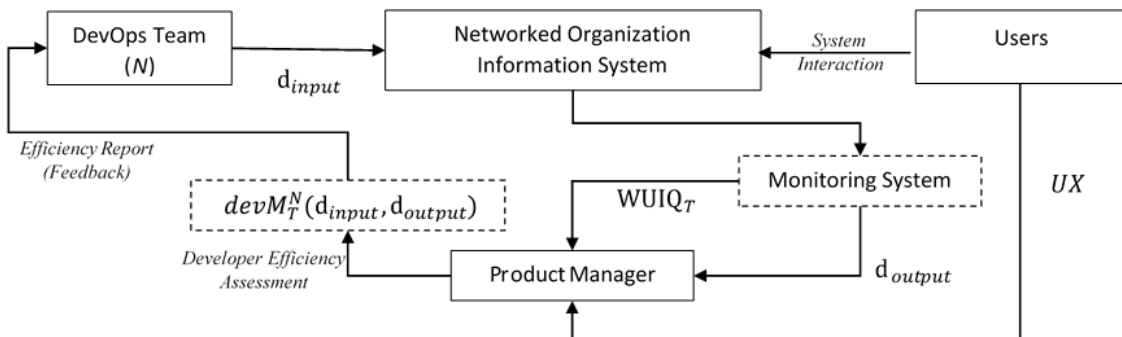 DevOps Team
(N)
d_input
Networked Organization
Information System
System
Interaction
Users
Efficiency Report
(Feedback)
devM_T^N(d_input, d_output)
WUIQ_T
Monitoring System
UX
Developer Efficiency
Assessment
Product Manager
d_output